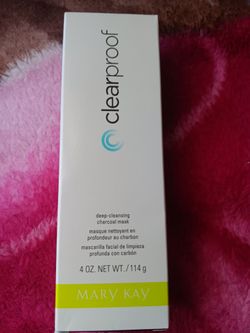 clearproof
deep-cleansing
charcoal mask
masque nettoyant en
profondeur au charbon
mascarilla facial de limpieza
profunda con carbón
4 OZ. NET WT. / 114 g
MARY KAY